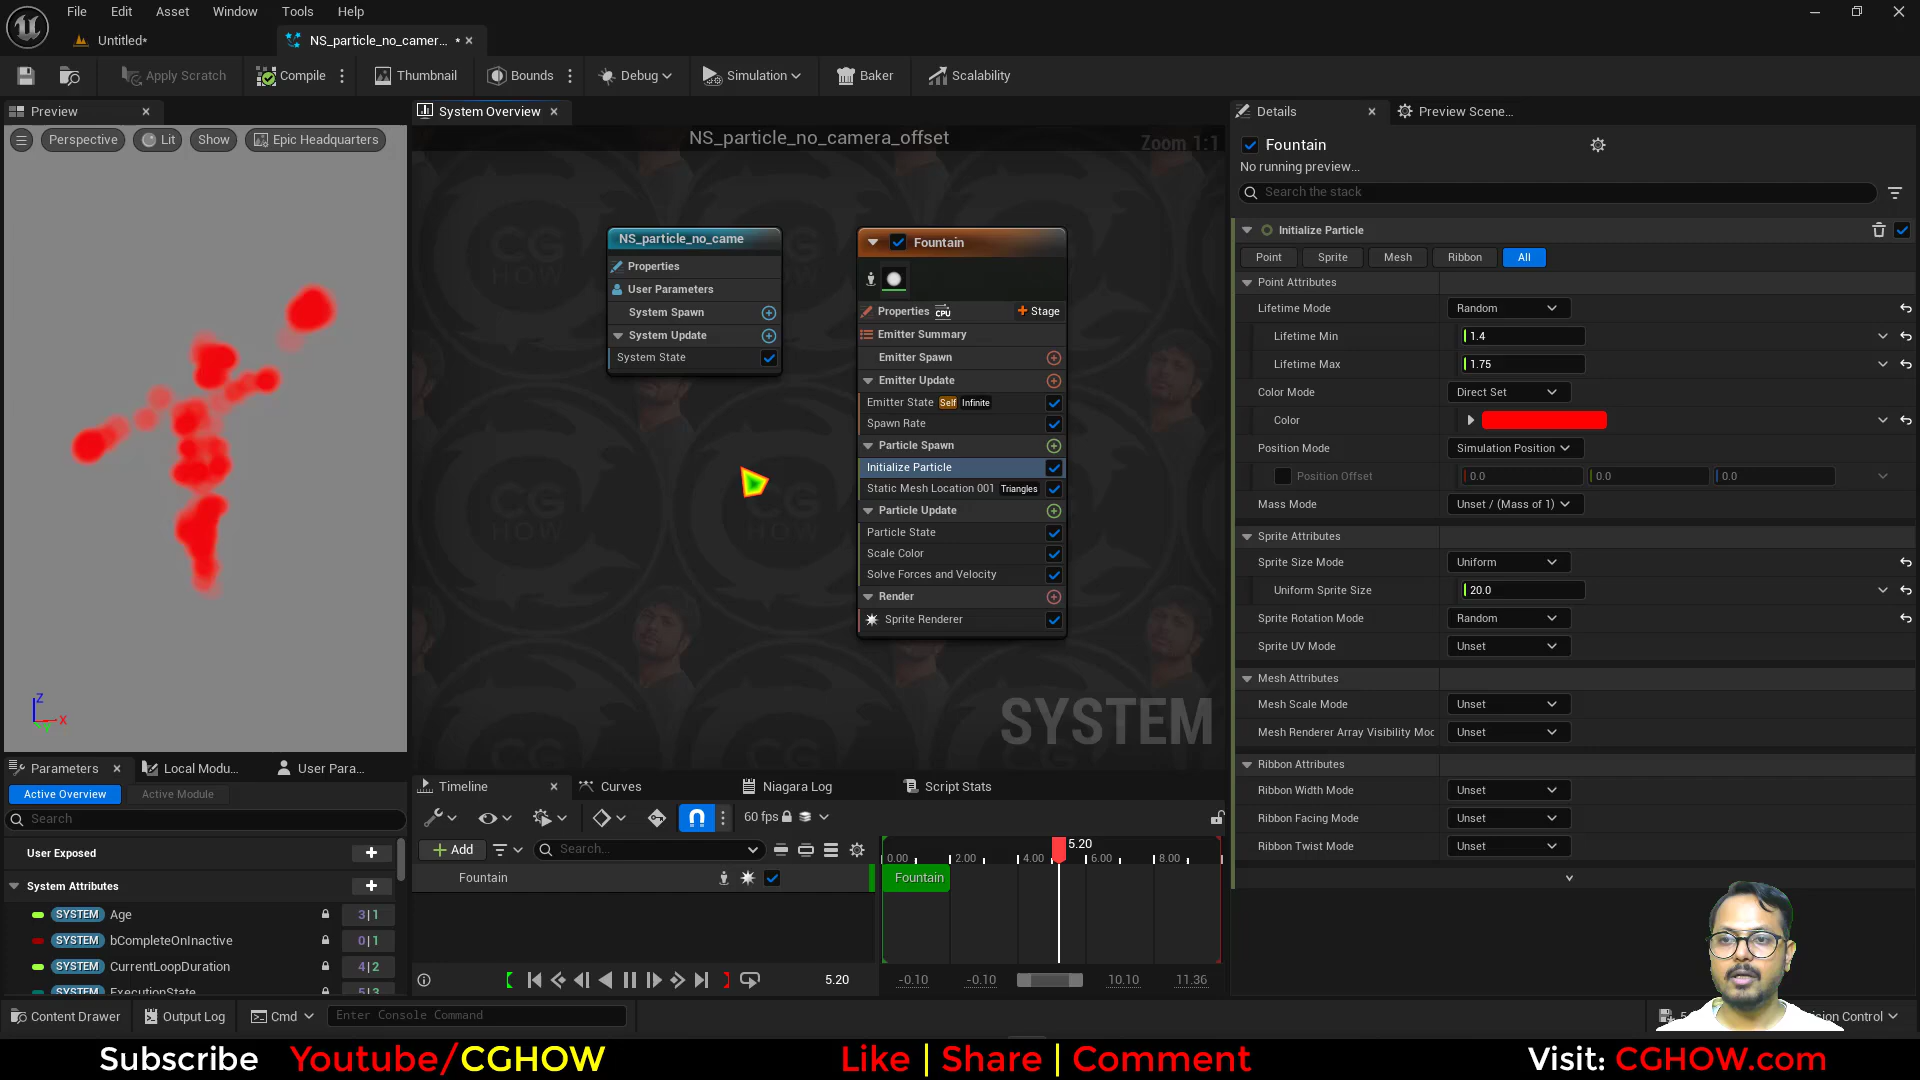 File Edit Asset Window Tools Help
Untitled*
NS_particle_no_camer... *
Apply Scratch
Compile
Thumbnail
Bounds
Debug
Simulation
Baker
Scalability
Preview
Perspective
Lit
Show
Epic Headquarters
Z
X
System Overview
NS_particle_no_camera_offset
Zoom 1:1
NS_particle_no_came
Properties
User Parameters
System Spawn
System Update
System State
Fountain
Properties CPU
Stage
Emitter Summary
Emitter Spawn
Emitter Update
Emitter State Self Infinite
Spawn Rate
Particle Spawn
Initialize Particle
Static Mesh Location 001 Triangles
Particle Update
Particle State
Scale Color
Solve Forces and Velocity
Render
Sprite Renderer
CG
HOW
SYSTEM
Details
Preview Scene...
Fountain
No running preview...
Search the stack
Initialize Particle
Point Sprite Mesh Ribbon All
Point Attributes
Lifetime Mode Random
Lifetime Min 1.4
Lifetime Max 1.75
Color Mode Direct Set
Color
Position Mode Simulation Position
Position Offset 0.0 0.0 0.0
Mass Mode Unset / (Mass of 1)
Sprite Attributes
Sprite Size Mode Uniform
Uniform Sprite Size 20.0
Sprite Rotation Mode Random
Sprite UV Mode Unset
Mesh Attributes
Mesh Scale Mode Unset
Mesh Renderer Array Visibility Mod Unset
Ribbon Attributes
Ribbon Width Mode Unset
Ribbon Facing Mode Unset
Ribbon Twist Mode Unset
Parameters
Local Modu...
User Para...
Active Overview
Active Module
Search
User Exposed
System Attributes
SYSTEM Age 3|1
SYSTEM bCompleteOnInactive 0|1
SYSTEM CurrentLoopDuration 4|2
SYSTEM ExecutionState 5|3
Timeline
Curves
Niagara Log
Script Stats
60 fps
Add
Search...
5.20
0.00 2.00 4.00 6.00 8.00
Fountain
Fountain
5.20
-0.10 -0.10 10.10 11.36
Content Drawer
Output Log
Cmd
Enter Console Command
Control
Subscribe Youtube/CGHOW
Like | Share | Comment
Visit: CGHOW.com